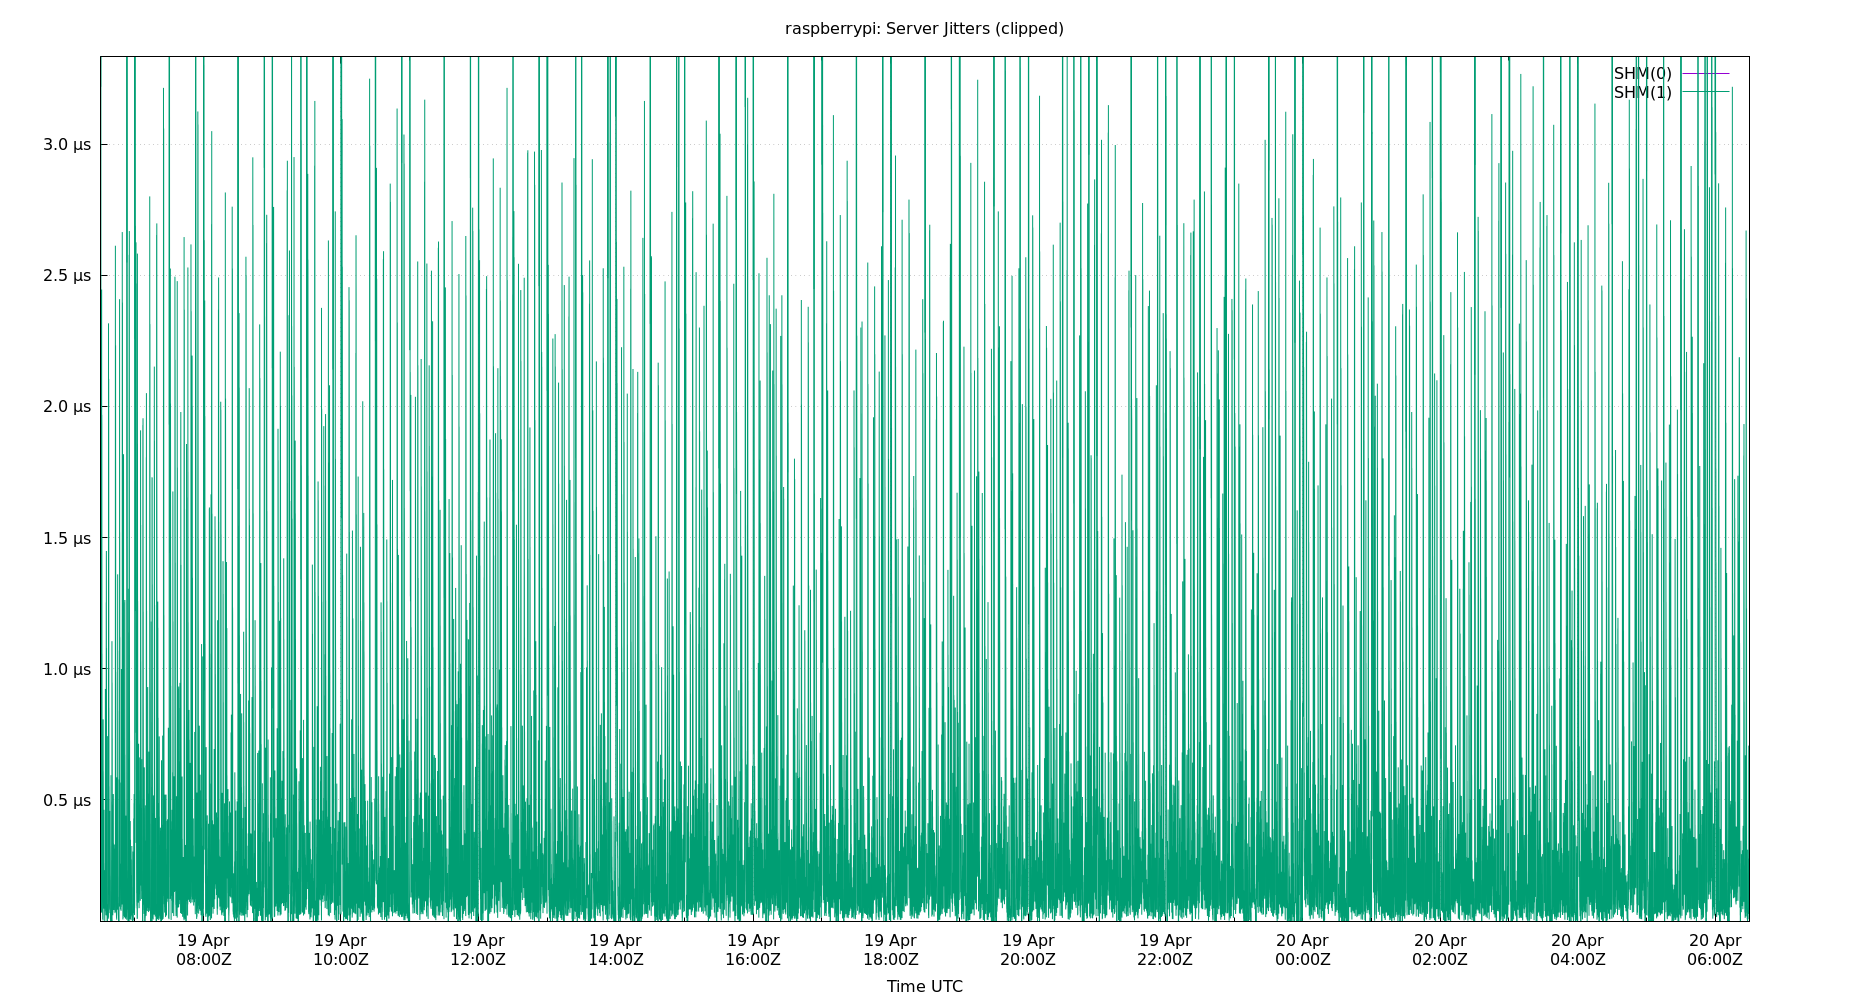 raspberrypi: Server Jitters (clipped)
SHM(0)
SHM(1)
3.0 µs
2.5 µs
2.0 µs
1.5 µs
1.0 µs
0.5 µs
19 Apr 19 Apr 19 Apr 19 Apr 19 Apr 19 Apr 19 Apr 19 Apr 20 Apr 20 Apr 20 Apr 20 Apr
08:00Z 10:00Z 12:00Z 14:00Z 16:00Z 18:00Z 20:00Z 22:00Z 00:00Z 02:00Z 04:00Z 06:00Z
Time UTC